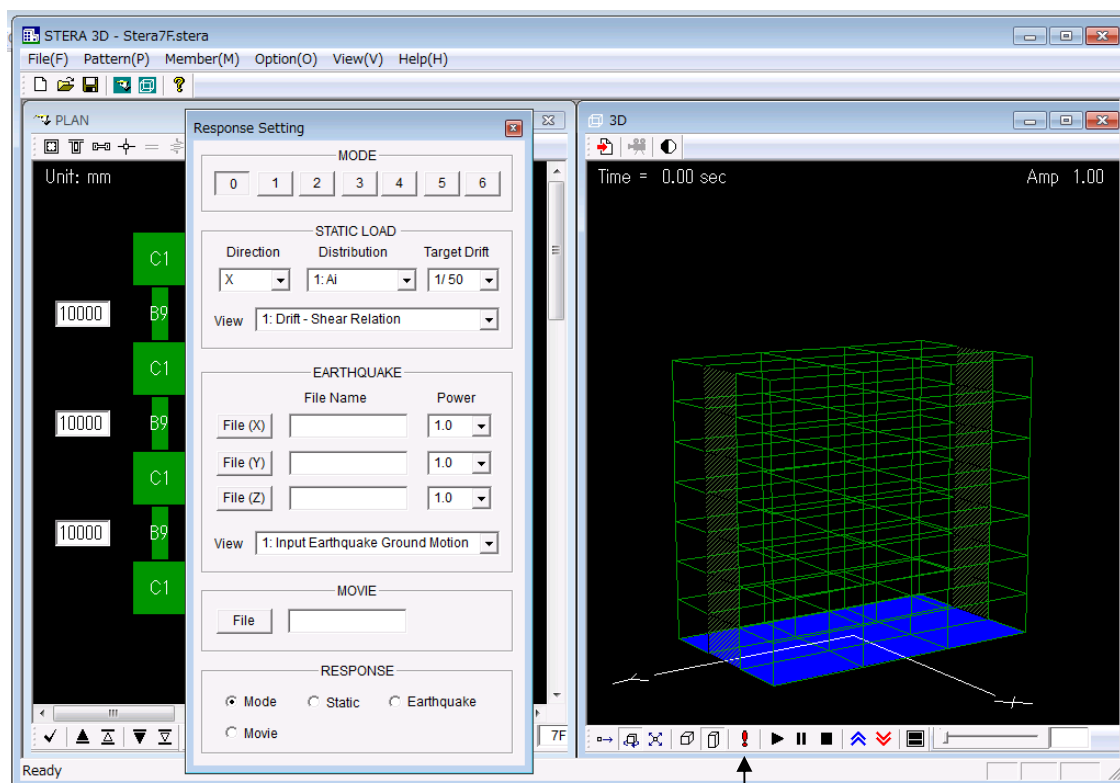 STERA 3D - Stera7F.stera
File(F) Pattern(P) Member(M) Option(O) View(V) Help(H)
PLAN
Unit: mm
C1
10000 B9
C1
10000 B9
C1
10000 B9
C1
7F
Response Setting
MODE
0 1 2 3 4 5 6
STATIC LOAD
Direction Distribution Target Drift
X 1: Ai 1/ 50
View 1: Drift - Shear Relation
EARTHQUAKE
File Name Power
File (X) 1.0
File (Y) 1.0
File (Z) 1.0
View 1: Input Earthquake Ground Motion
MOVIE
File
RESPONSE
Mode Static Earthquake
Movie
3D
Time = 0.00 sec Amp 1.00
Ready